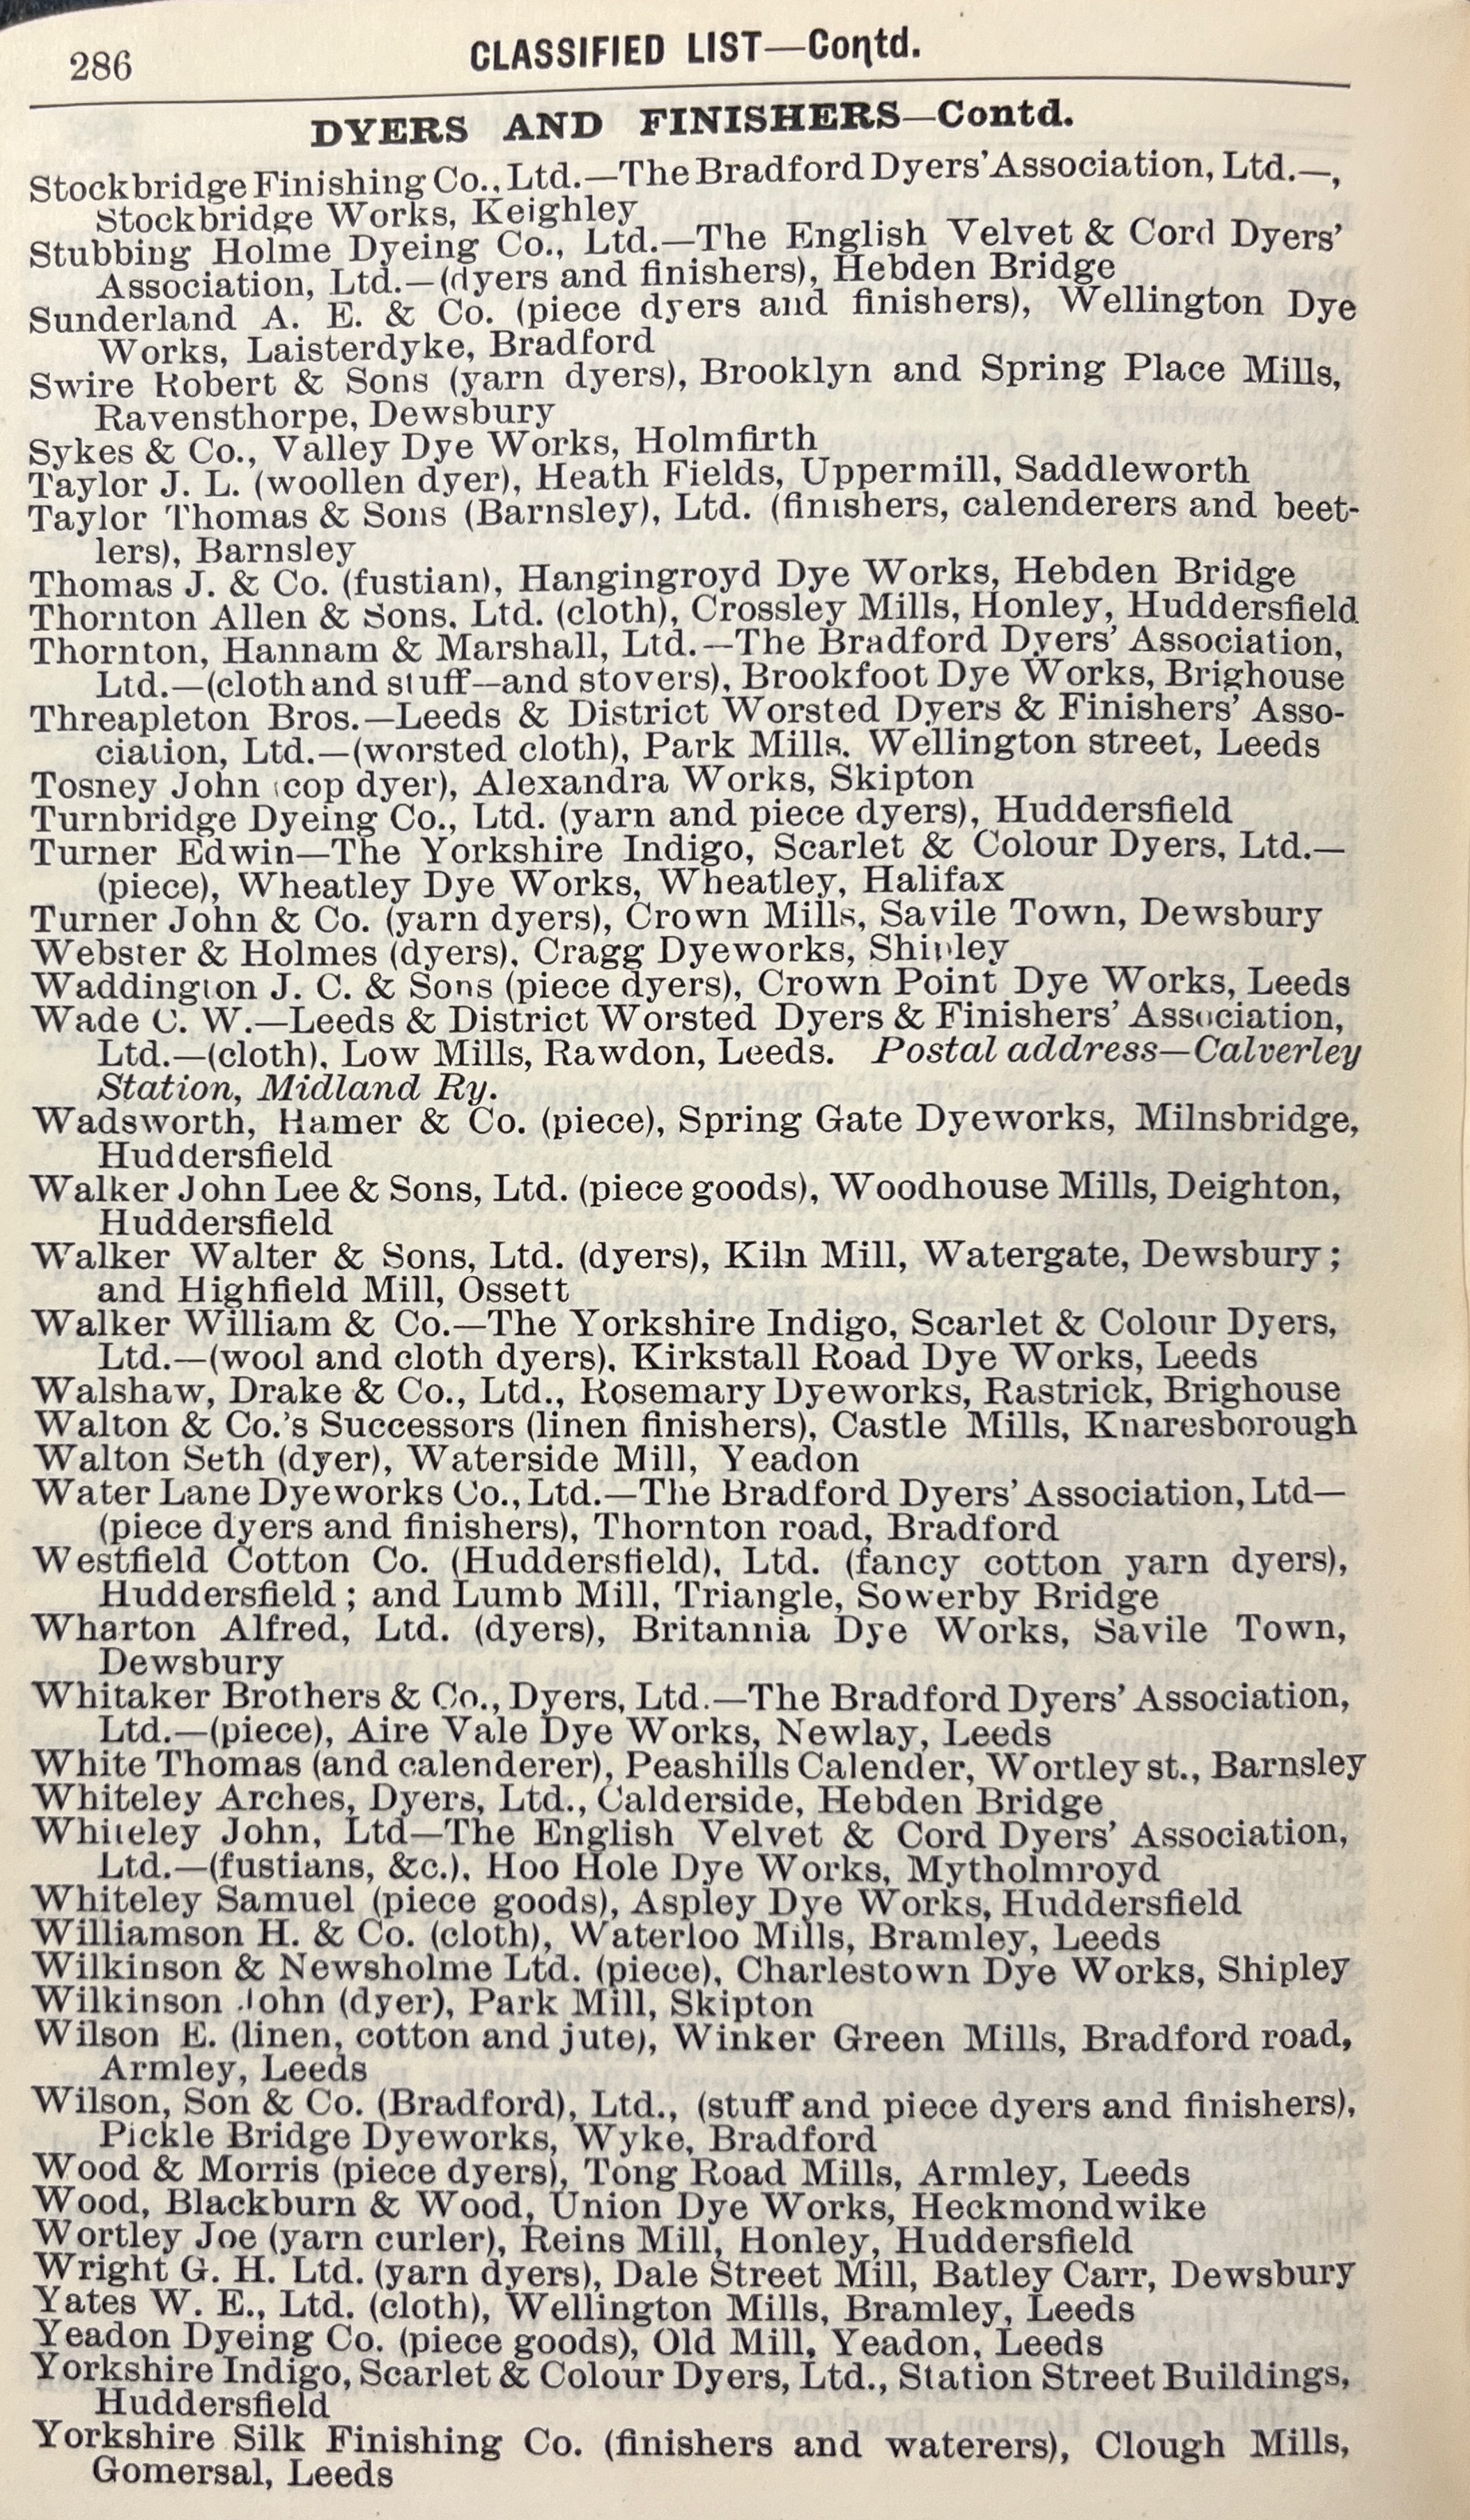 286
CLASSIFIED LIST—Contd.
DYERS AND FINISHERS—Contd.
Stockbridge Finishing Co., Ltd.—The Bradford Dyers' Association, Ltd.—,
Stockbridge Works, Keighley
Stubbing Holme Dyeing Co., Ltd.—The English Velvet & Cord Dyers'
Association, Ltd.—(dyers and finishers), Hebden Bridge
Sunderland A. E. & Co. (piece dyers and finishers), Wellington Dye
Works, Laisterdyke, Bradford
Swire Robert & Sons (yarn dyers), Brooklyn and Spring Place Mills,
Ravensthorpe, Dewsbury
Sykes & Co., Valley Dye Works, Holmfirth
Taylor J. L. (woollen dyer), Heath Fields, Uppermill, Saddleworth
Taylor Thomas & Sons (Barnsley), Ltd. (finishers, calenderers and beet-
lers), Barnsley
Thomas J. & Co. (fustian), Hangingroyd Dye Works, Hebden Bridge
Thornton Allen & Sons, Ltd. (cloth), Crossley Mills, Honley, Huddersfield
Thornton, Hannam & Marshall, Ltd.—The Bradford Dyers' Association,
Ltd.—(cloth and stuff—and stovers), Brookfoot Dye Works, Brighouse
Threapleton Bros.—Leeds & District Worsted Dyers & Finishers' Asso-
ciation, Ltd.—(worsted cloth), Park Mills, Wellington street, Leeds
Tosney John (cop dyer), Alexandra Works, Skipton
Turnbridge Dyeing Co., Ltd. (yarn and piece dyers), Huddersfield
Turner Edwin—The Yorkshire Indigo, Scarlet & Colour Dyers, Ltd.—
(piece), Wheatley Dye Works, Wheatley, Halifax
Turner John & Co. (yarn dyers), Crown Mills, Savile Town, Dewsbury
Webster & Holmes (dyers), Cragg Dyeworks, Shipley
Waddington J. C. & Sons (piece dyers), Crown Point Dye Works, Leeds
Wade C. W.—Leeds & District Worsted Dyers & Finishers' Association,
Ltd.—(cloth), Low Mills, Rawdon, Leeds. Postal address—Calverley
Station, Midland Ry.
Wadsworth, Hamer & Co. (piece), Spring Gate Dyeworks, Milnsbridge,
Huddersfield
Walker John Lee & Sons, Ltd. (piece goods), Woodhouse Mills, Deighton,
Huddersfield
Walker Walter & Sons, Ltd. (dyers), Kiln Mill, Watergate, Dewsbury;
and Highfield Mill, Ossett
Walker William & Co.—The Yorkshire Indigo, Scarlet & Colour Dyers,
Ltd.—(wool and cloth dyers), Kirkstall Road Dye Works, Leeds
Walshaw, Drake & Co., Ltd., Rosemary Dyeworks, Rastrick, Brighouse
Walton & Co.'s Successors (linen finishers), Castle Mills, Knaresborough
Walton Seth (dyer), Waterside Mill, Yeadon
Water Lane Dyeworks Co., Ltd.—The Bradford Dyers' Association, Ltd—
(piece dyers and finishers), Thornton road, Bradford
Westfield Cotton Co. (Huddersfield), Ltd. (fancy cotton yarn dyers),
Huddersfield; and Lumb Mill, Triangle, Sowerby Bridge
Wharton Alfred, Ltd. (dyers), Britannia Dye Works, Savile Town,
Dewsbury
Whitaker Brothers & Co., Dyers, Ltd.—The Bradford Dyers' Association,
Ltd.—(piece), Aire Vale Dye Works, Newlay, Leeds
White Thomas (and calenderer), Peashills Calender, Wortley st., Barnsley
Whiteley Arches, Dyers, Ltd., Calderside, Hebden Bridge
Whiteley John, Ltd—The English Velvet & Cord Dyers' Association,
Ltd.—(fustians, &c.), Hoo Hole Dye Works, Mytholmroyd
Whiteley Samuel (piece goods), Aspley Dye Works, Huddersfield
Williamson H. & Co. (cloth), Waterloo Mills, Bramley, Leeds
Wilkinson & Newsholme Ltd. (piece), Charlestown Dye Works, Shipley
Wilkinson John (dyer), Park Mill, Skipton
Wilson E. (linen, cotton and jute), Winker Green Mills, Bradford road,
Armley, Leeds
Wilson, Son & Co. (Bradford), Ltd., (stuff and piece dyers and finishers),
Pickle Bridge Dyeworks, Wyke, Bradford
Wood & Morris (piece dyers), Tong Road Mills, Armley, Leeds
Wood, Blackburn & Wood, Union Dye Works, Heckmondwike
Wortley Joe (yarn curler), Reins Mill, Honley, Huddersfield
Wright G. H. Ltd. (yarn dyers), Dale Street Mill, Batley Carr, Dewsbury
Yates W. E., Ltd. (cloth), Wellington Mills, Bramley, Leeds
Yeadon Dyeing Co. (piece goods), Old Mill, Yeadon, Leeds
Yorkshire Indigo, Scarlet & Colour Dyers, Ltd., Station Street Buildings,
Huddersfield
Yorkshire Silk Finishing Co. (finishers and waterers), Clough Mills,
Gomersal, Leeds